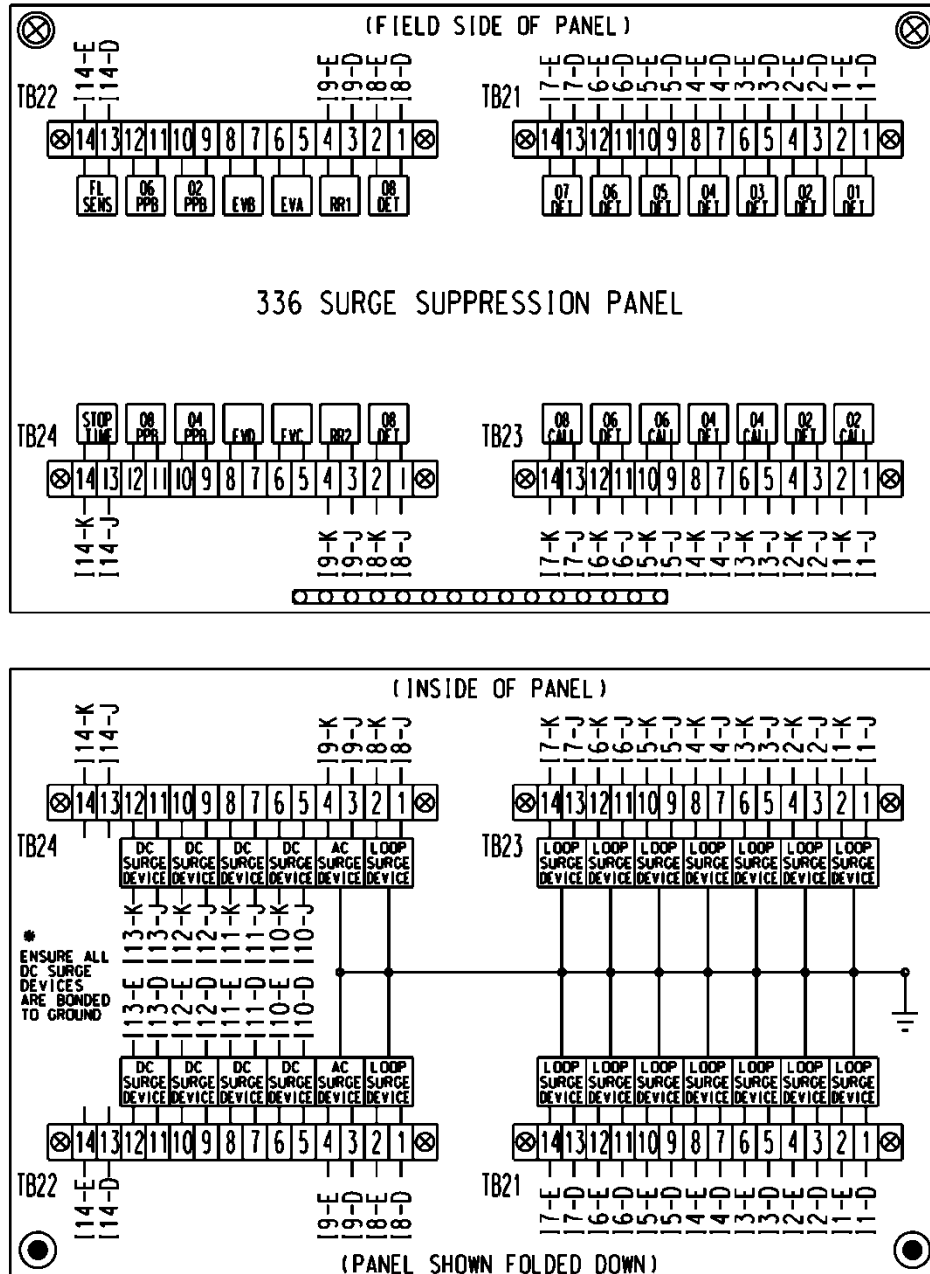 (FIELD SIDE OF PANEL)
I14-E I14-D I9-E I9-D I8-E I8-D I7-E I7-D I6-E I6-D I5-E I5-D I4-E I4-D I3-E I3-D I2-E I2-D I1-E I1-D
TB22 TB21
14 13 12 11 10 9 8 7 6 5 4 3 2 1 14 13 12 11 10 9 8 7 6 5 4 3 2 1
FL 06 02 08 07 06 05 04 03 02 01
SENS PPB PPB EVB EVA RR1 DET DET DET DET DET DET DET DET
336 SURGE SUPPRESSION PANEL
STOP 08 04 08 08 06 06 04 04 02 02
TB24 TIME PPB PPB EVD EVC RR2 DET TB23 CALL DET CALL DET CALL DET CALL
14 13 12 11 10 9 8 7 6 5 4 3 2 1 14 13 12 11 10 9 8 7 6 5 4 3 2 1
I14-K I14-J I9-K I9-J I8-K I8-J I7-K I7-J I6-K I6-J I5-K I5-J I4-K I4-J I3-K I3-J I2-K I2-J I1-K I1-J
(INSIDE OF PANEL)
I14-K I14-J I9-K I9-J I8-K I8-J I7-K I7-J I6-K I6-J I5-K I5-J I4-K I4-J I3-K I3-J I2-K I2-J I1-K I1-J
14 13 12 11 10 9 8 7 6 5 4 3 2 1 14 13 12 11 10 9 8 7 6 5 4 3 2 1
TB24 TB23
DC DC DC DC AC LOOP LOOP LOOP LOOP LOOP LOOP LOOP LOOP
SURGE SURGE SURGE SURGE SURGE SURGE SURGE SURGE SURGE SURGE SURGE SURGE SURGE
DEVICE DEVICE DEVICE DEVICE DEVICE DEVICE DEVICE DEVICE DEVICE DEVICE DEVICE DEVICE DEVICE
I13-K I13-J I12-K I12-J I11-K I11-J I10-K I10-J
*
ENSURE ALL
DC SURGE
DEVICES
ARE BONDED
TO GROUND
I13-E I13-D I12-E I12-D I11-E I11-D I10-E I10-D
DC DC DC DC AC LOOP LOOP LOOP LOOP LOOP LOOP LOOP LOOP
SURGE SURGE SURGE SURGE SURGE SURGE SURGE SURGE SURGE SURGE SURGE SURGE SURGE
DEVICE DEVICE DEVICE DEVICE DEVICE DEVICE DEVICE DEVICE DEVICE DEVICE DEVICE DEVICE DEVICE
14 13 12 11 10 9 8 7 6 5 4 3 2 1 14 13 12 11 10 9 8 7 6 5 4 3 2 1
TB22 TB21
I14-E I14-D I9-E I9-D I8-E I8-D I7-E I7-D I6-E I6-D I5-E I5-D I4-E I4-D I3-E I3-D I2-E I2-D I1-E I1-D
(PANEL SHOWN FOLDED DOWN)